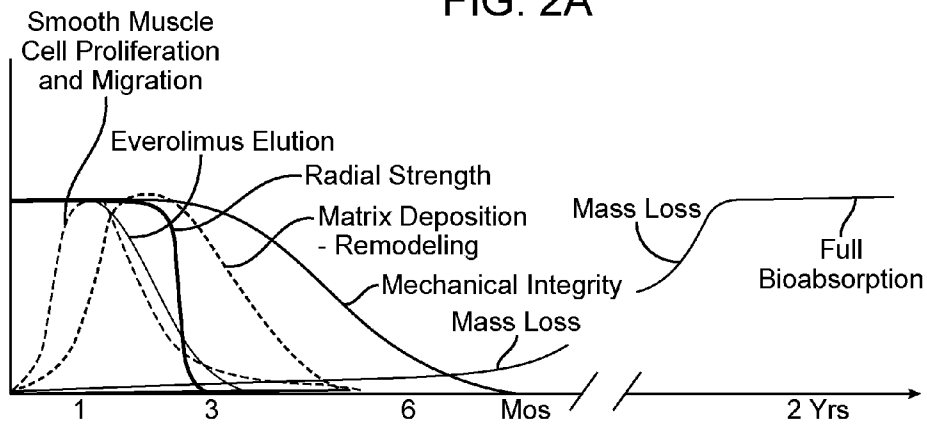 FIG. 2A
Smooth Muscle
Cell Proliferation
and Migration
Everolimus Elution
Radial Strength
Matrix Deposition
- Remodeling
Mechanical Integrity
Mass Loss
Mass Loss
Full
Bioabsorption
1 3 6 Mos 2 Yrs